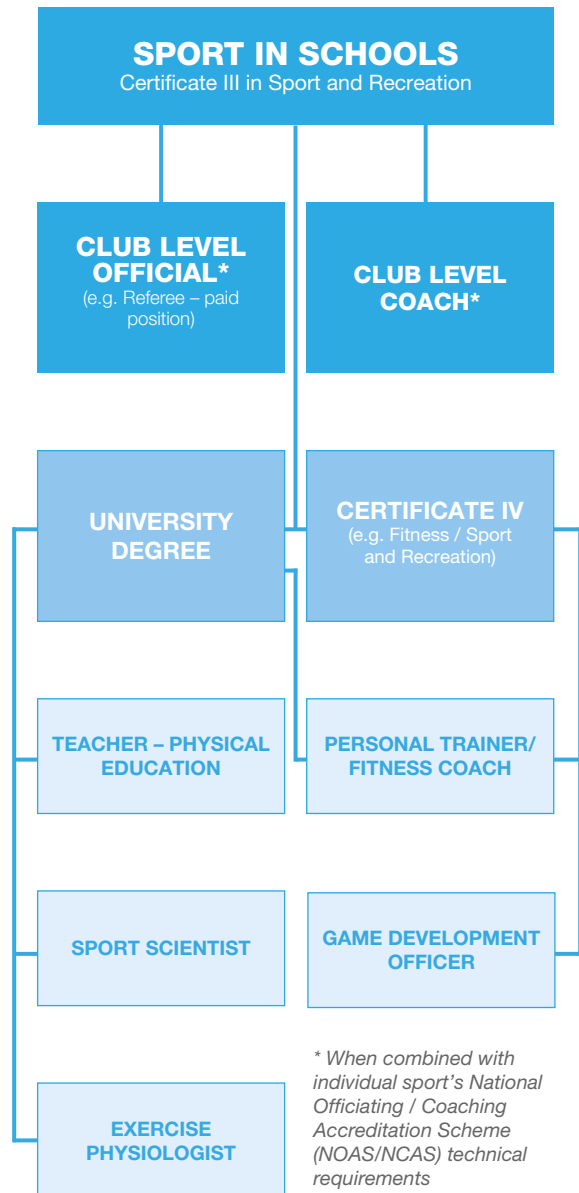 SPORT IN SCHOOLS
Certificate III in Sport and Recreation
CLUB LEVEL
OFFICIAL*
(e.g. Referee – paid
position)
CLUB LEVEL
COACH*
UNIVERSITY
DEGREE
CERTIFICATE IV
(e.g. Fitness / Sport
and Recreation)
TEACHER – PHYSICAL
EDUCATION
PERSONAL TRAINER/
FITNESS COACH
SPORT SCIENTIST
GAME DEVELOPMENT
OFFICER
EXERCISE
PHYSIOLOGIST
* When combined with
individual sport's National
Officiating / Coaching
Accreditation Scheme
(NOAS/NCAS) technical
requirements